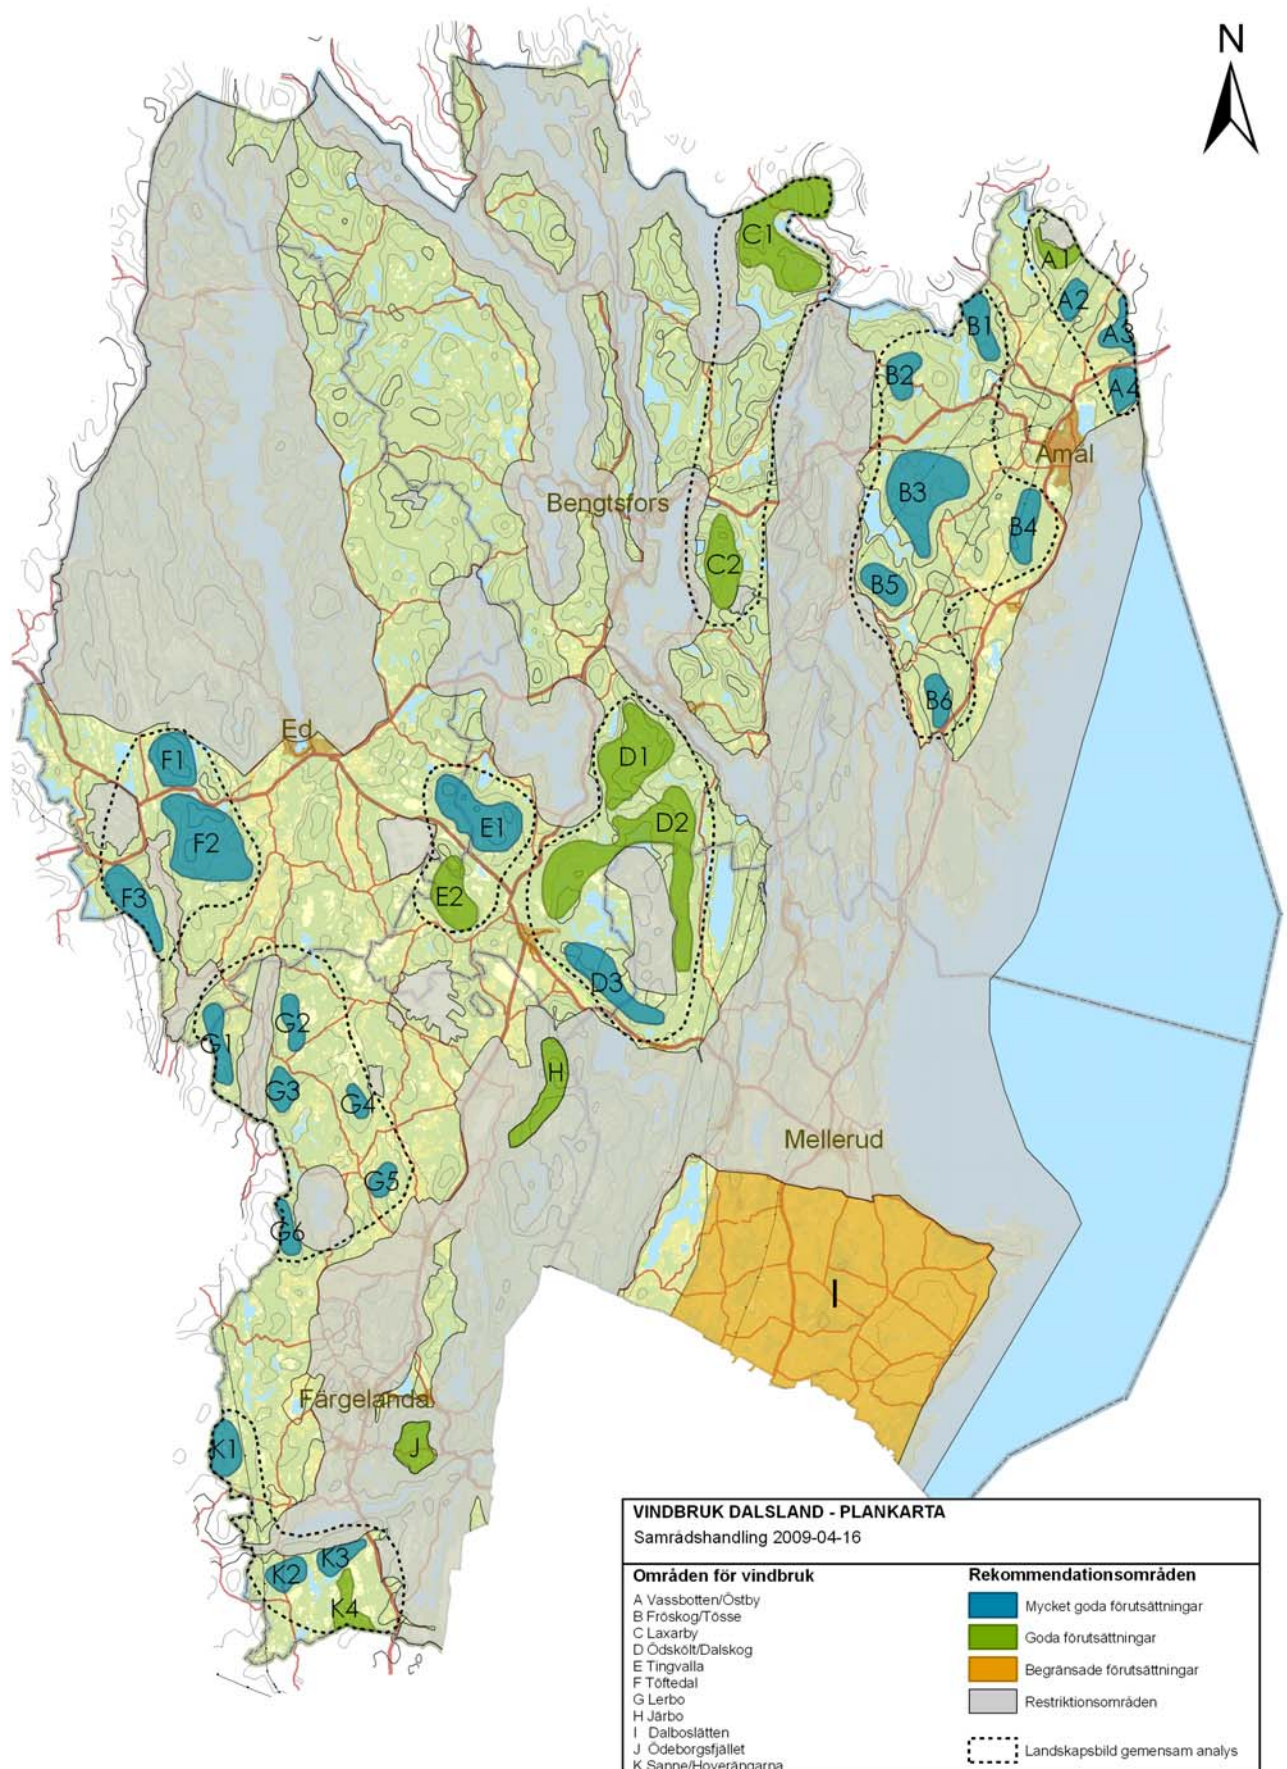 N
C1
A1
A2
A3
A4
B1
B2
Åmål
B3
B4
Bengtsfors
C2
B5
B6
Ed
F1
D1
E1
D2
F2
E2
F3
D3
G2
G1
H
G3
G4
Mellerud
G5
G6
I
Färgelanda
K1
J
K3
K2
K4
VINDBRUK DALSLAND - PLANKARTA
Samrådshandling 2009-04-16
Områden för vindbruk
A Vassbotten/Östby
B Fröskog/Tösse
C Laxarby
D Ödskölt/Dalskog
E Tingvalla
F Töftedal
G Lerbo
H Järbo
I Dalboslätten
J Ödeborgsfjället
K Sanne/Hoverängarna
Rekommendationsområden
Mycket goda förutsättningar
Goda förutsättningar
Begränsade förutsättningar
Restriktionsområden
Landskapsbild gemensam analys